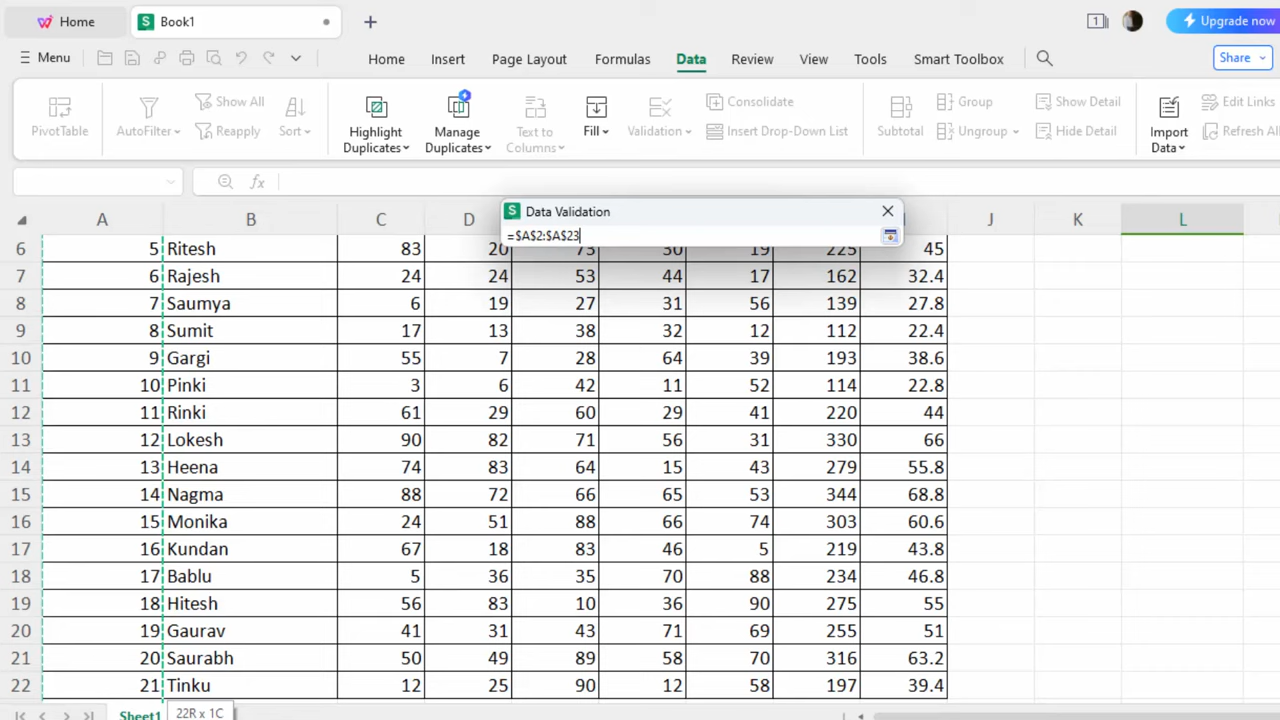 Home Book1 1 Upgrade now
Menu Home Insert Page Layout Formulas Data Review View Tools Smart Toolbox Share
PivotTable AutoFilter Show All Reapply Sort Highlight Duplicates Manage Duplicates Text to Columns Fill Validation Consolidate Insert Drop-Down List Subtotal Group Ungroup Show Detail Hide Detail Import Data Edit Links Refresh All
fx
Data Validation
=$A$2:$A$23
A B C D J K L
6 5 Ritesh 83 20 73 30 19 225 45
7 6 Rajesh 24 24 53 44 17 162 32.4
8 7 Saumya 6 19 27 31 56 139 27.8
9 8 Sumit 17 13 38 32 12 112 22.4
10 9 Gargi 55 7 28 64 39 193 38.6
11 10 Pinki 3 6 42 11 52 114 22.8
12 11 Rinki 61 29 60 29 41 220 44
13 12 Lokesh 90 82 71 56 31 330 66
14 13 Heena 74 83 64 15 43 279 55.8
15 14 Nagma 88 72 66 65 53 344 68.8
16 15 Monika 24 51 88 66 74 303 60.6
17 16 Kundan 67 18 83 46 5 219 43.8
18 17 Bablu 5 36 35 70 88 234 46.8
19 18 Hitesh 56 83 10 36 90 275 55
20 19 Gaurav 41 31 43 71 69 255 51
21 20 Saurabh 50 49 89 58 70 316 63.2
22 21 Tinku 12 25 90 12 58 197 39.4
Sheet1 22R x 1C